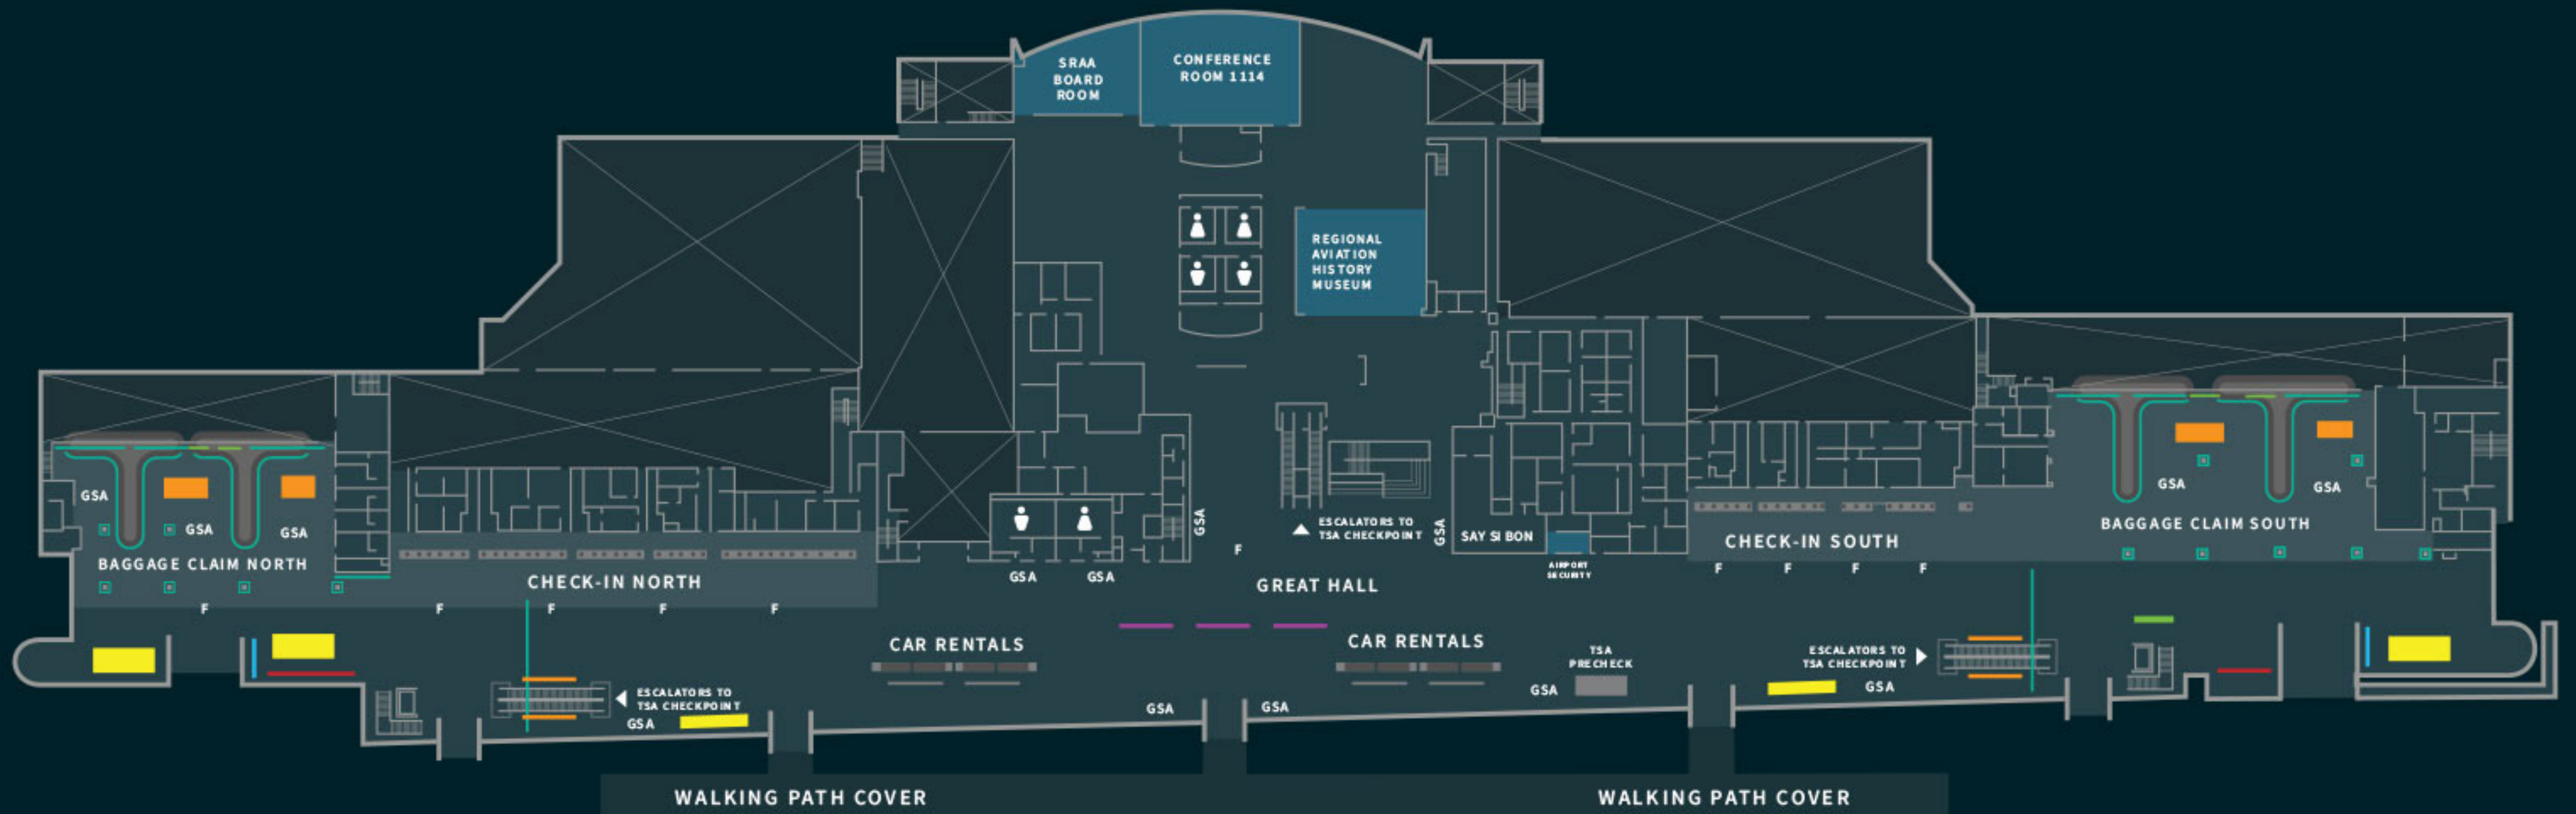 SRAA
BOARD
ROOM
CONFERENCE
ROOM 1114
REGIONAL
AVIATION
HISTORY
MUSEUM
GSA
GSA
GSA
BAGGAGE CLAIM NORTH
F
CHECK-IN NORTH
F
F
F
F
ESCALATORS TO
TSA CHECKPOINT
GSA
GSA
GSA
GSA
CAR RENTALS
F
ESCALATORS TO
TSA CHECKPOINT
GSA
GREAT HALL
SAY SI BON
AIRPORT
SECURITY
CAR RENTALS
GSA
GSA
TSA
PRECHECK
GSA
CHECK-IN SOUTH
F
F
F
F
ESCALATORS TO
TSA CHECKPOINT
GSA
GSA
GSA
BAGGAGE CLAIM SOUTH
WALKING PATH COVER
WALKING PATH COVER